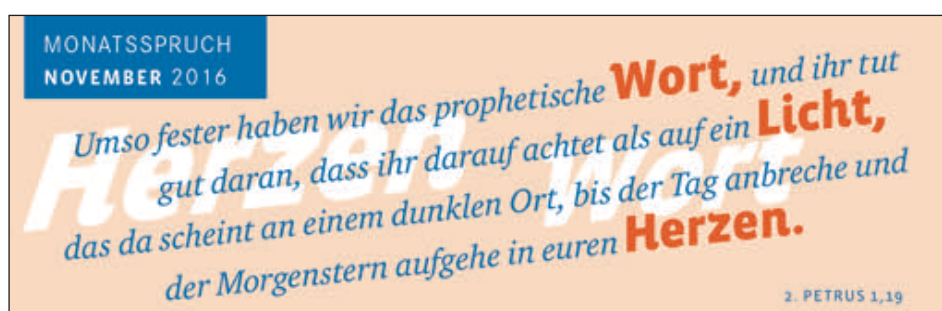 MONATSSPRUCH
NOVEMBER 2016
Umso fester haben wir das prophetische Wort, und ihr tut
gut daran, dass ihr darauf achtet als auf ein Licht,
das da scheint an einem dunklen Ort, bis der Tag anbreche und
der Morgenstern aufgehe in euren Herzen.
Herzen Wort
2. PETRUS 1,19